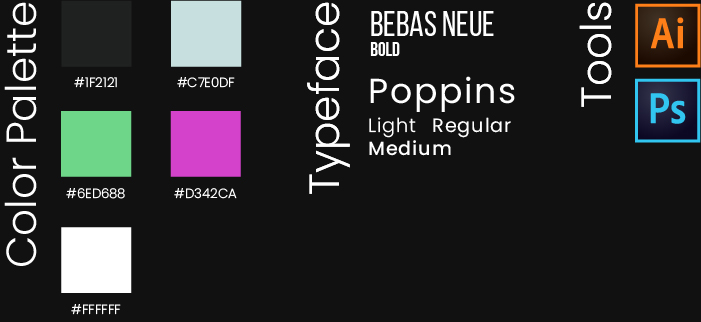 Color Palette
#1F2121
#C7E0DF
#6ED688
#D342CA
#FFFFFF
Typeface
BEBAS NEUE
BOLD
Poppins
Light Regular
Medium
Tools
Ai
Ps